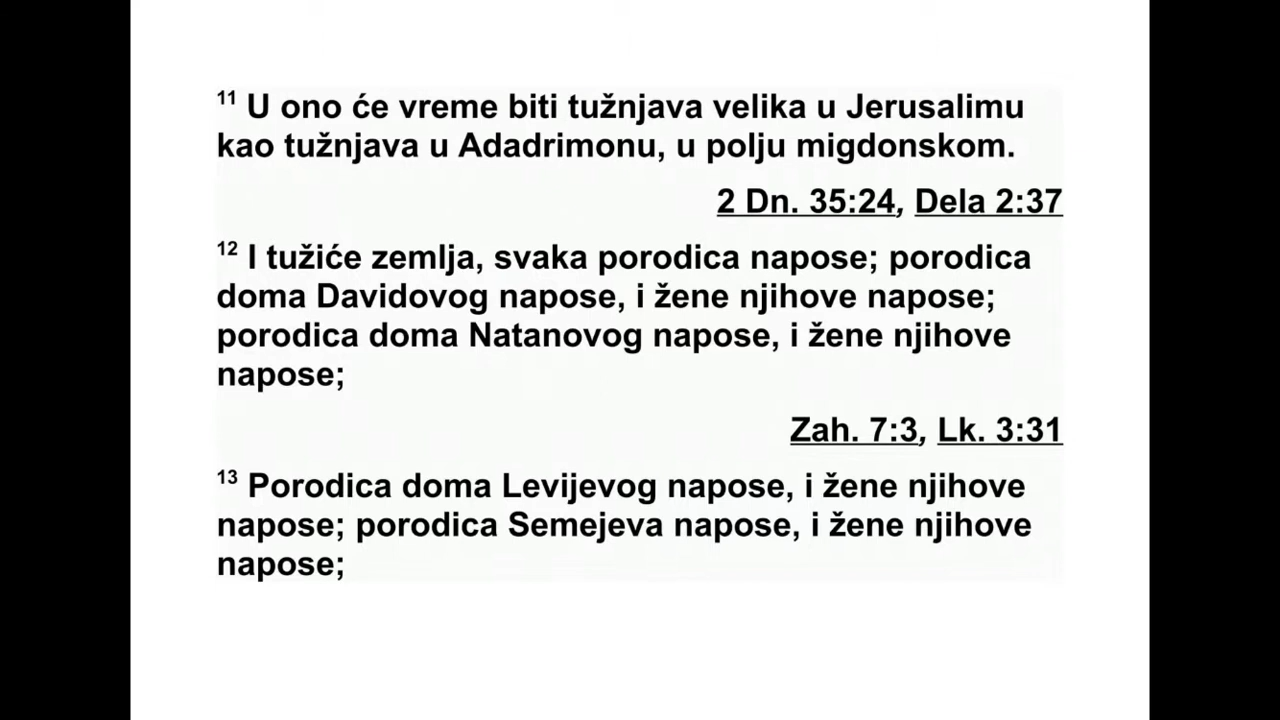 11 U ono će vreme biti tužnjava velika u Jerusalimu
kao tužnjava u Adadrimonu, u polju migdonskom.
2 Dn. 35:24, Dela 2:37
12 I tužiće zemlja, svaka porodica napose; porodica
doma Davidovog napose, i žene njihove napose;
porodica doma Natanovog napose, i žene njihove
napose;
Zah. 7:3, Lk. 3:31
13 Porodica doma Levijevog napose, i žene njihove
napose; porodica Semejeva napose, i žene njihove
napose;